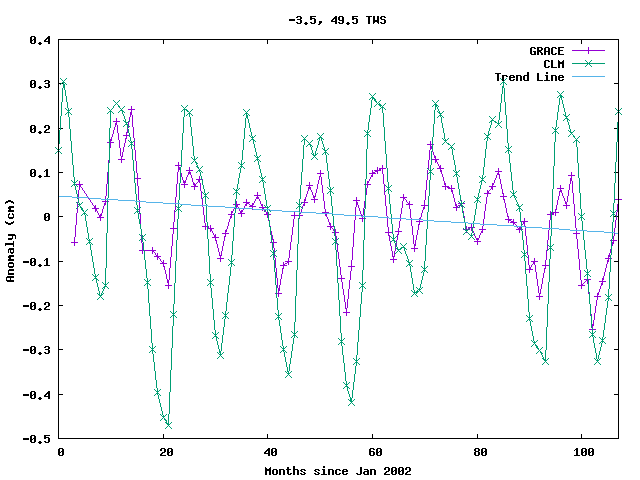 -3.5, 49.5 TWS
GRACE
CLM
Trend Line
0.4
0.3
0.2
0.1
0
-0.1
-0.2
-0.3
-0.4
-0.5
Anomaly (cm)
0 20 40 60 80 100
Months since Jan 2002